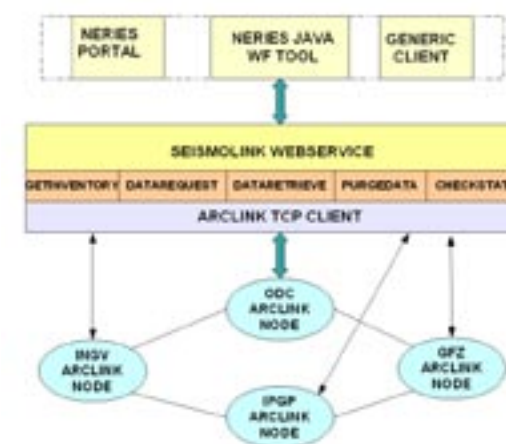 NERIES
PORTAL
NERIES JAVA
WF TOOL
GENERIC
CLIENT
SEISMOLINK WEBSERVICE
GETINVENTORY DATAREQUEST DATARETRIEVE PURGEDATA CHECKSTAT
ARCLINK TCP CLIENT
ODC
ARCLINK
NODE
INGV
ARCLINK
NODE
GFZ
ARCLINK
NODE
IPGP
ARCLINK
NODE